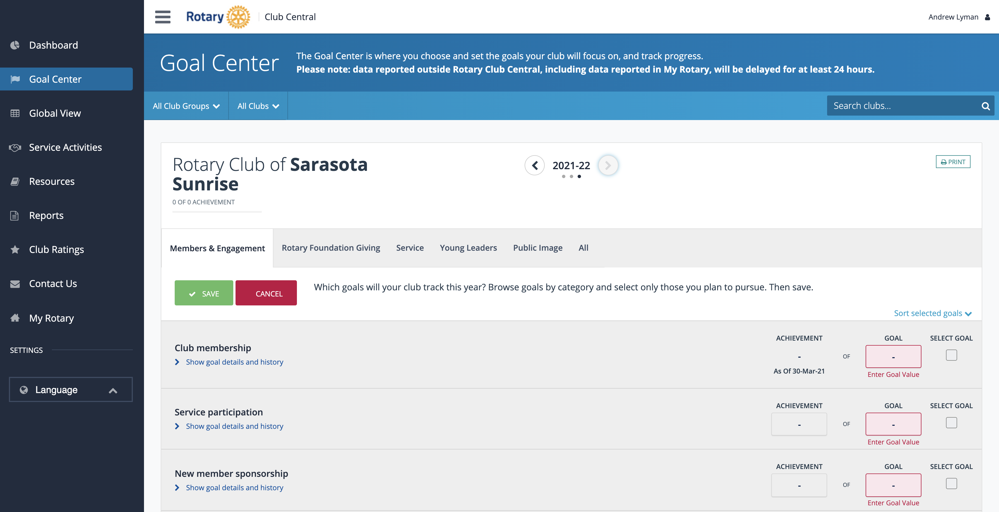 Rotary
Club Central
Andrew Lyman
Dashboard
Goal Center
Global View
Service Activities
Resources
Reports
Club Ratings
Contact Us
My Rotary
SETTINGS
Language
Goal Center
The Goal Center is where you choose and set the goals your club will focus on, and track progress.
Please note: data reported outside Rotary Club Central, including data reported in My Rotary, will be delayed for at least 24 hours.
All Club Groups
All Clubs
Search clubs...
Rotary Club of Sarasota
Sunrise
0 OF 0 ACHIEVEMENT
2021-22
PRINT
Members & Engagement
Rotary Foundation Giving
Service
Young Leaders
Public Image
All
SAVE
CANCEL
Which goals will your club track this year? Browse goals by category and select only those you plan to pursue. Then save.
Sort selected goals
Club membership
Show goal details and history
ACHIEVEMENT
-
As Of 30-Mar-21
OF
GOAL
-
Enter Goal Value
SELECT GOAL
Service participation
Show goal details and history
ACHIEVEMENT
-
OF
GOAL
-
Enter Goal Value
SELECT GOAL
New member sponsorship
Show goal details and history
ACHIEVEMENT
-
OF
GOAL
-
Enter Goal Value
SELECT GOAL